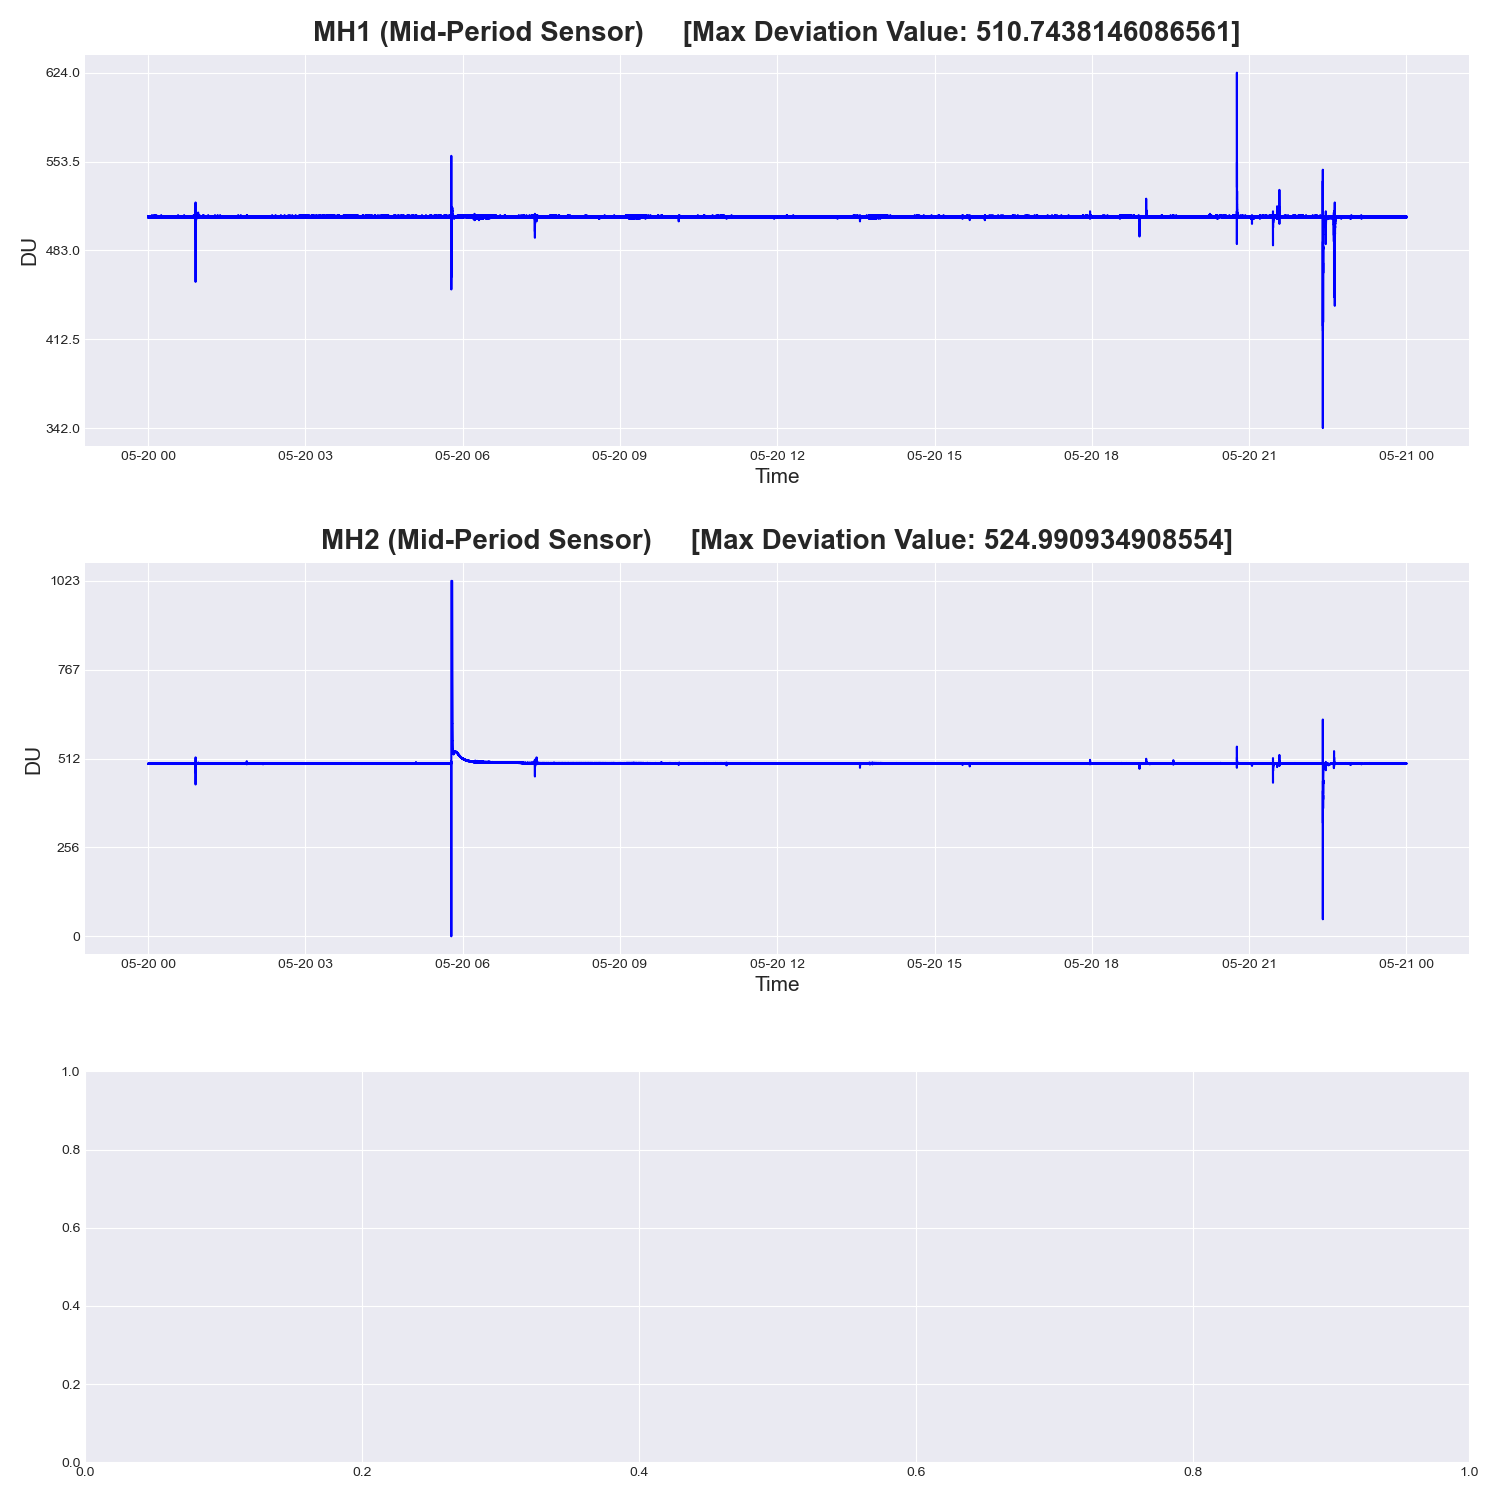 MH1 (Mid-Period Sensor) [Max Deviation Value: 510.7438146086561]
624.0
553.5
483.0
412.5
342.0
DU
05-20 00 05-20 03 05-20 06 05-20 09 05-20 12 05-20 15 05-20 18 05-20 21 05-21 00
Time
MH2 (Mid-Period Sensor) [Max Deviation Value: 524.990934908554]
1023
767
512
256
0
DU
05-20 00 05-20 03 05-20 06 05-20 09 05-20 12 05-20 15 05-20 18 05-20 21 05-21 00
Time
1.0
0.8
0.6
0.4
0.2
0.0
0.0 0.2 0.4 0.6 0.8 1.0